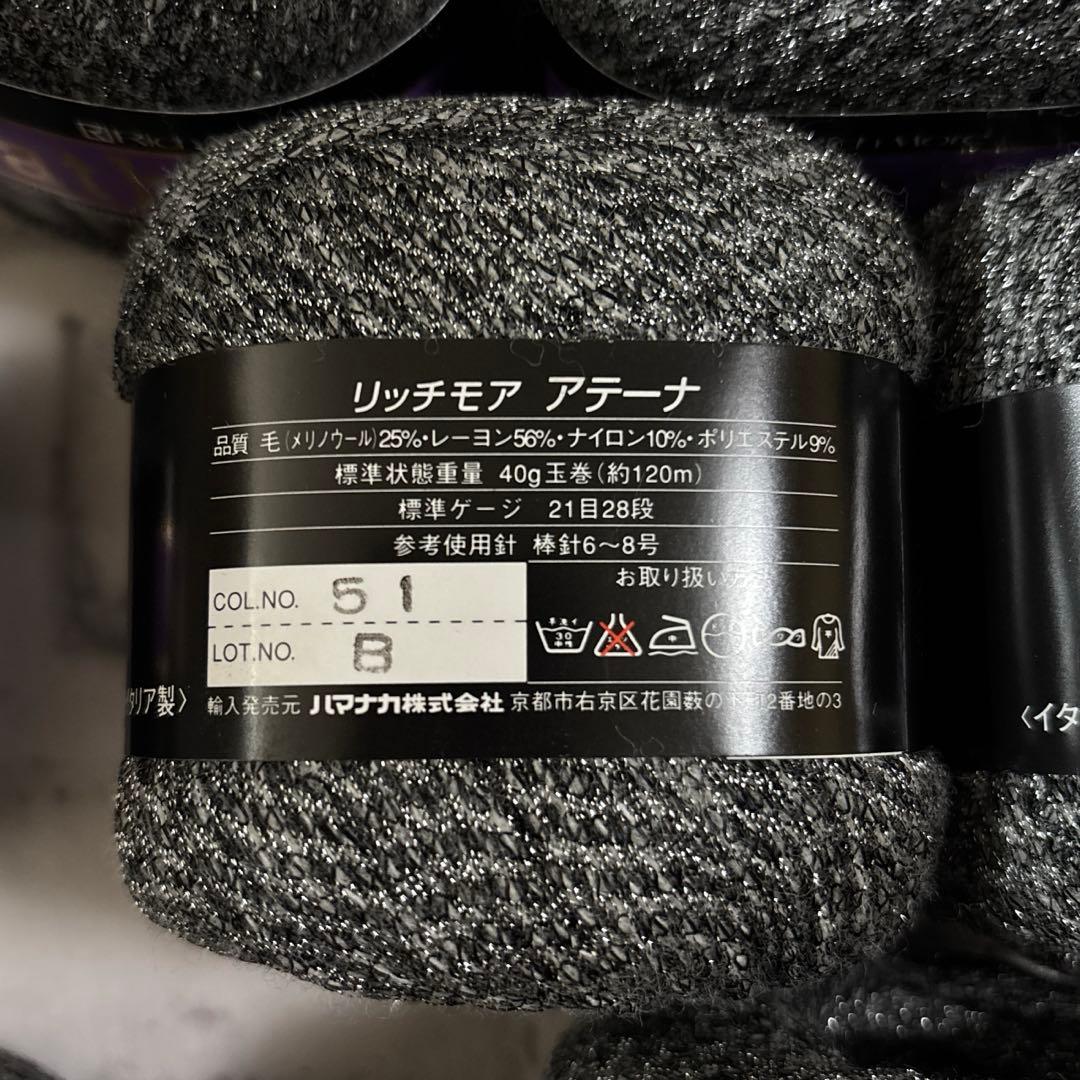 リッチモア アテーナ
品質 毛(メリノウール)25%・レーヨン56%・ナイロン10%・ポリエステル9%
標準状態重量 40g玉巻(約120m)
標準ゲージ 21目28段
参考使用針 棒針6〜8号
お取り扱い
COL.NO. 51
LOT.NO. B
30
中性
タリア製〉
輸入発売元 ハマナカ株式会社 京都市右京区花園薮の下町2番地の3
〈イタ